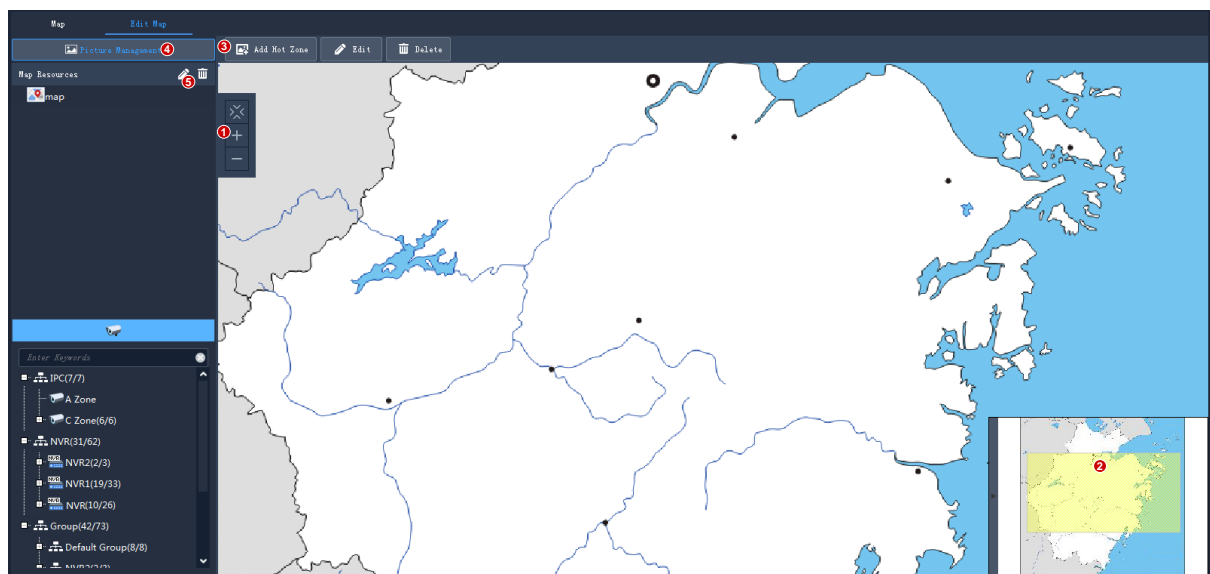 Map Edit Map
Picture Management 4 3 Add Hot Zone Edit Delete
Map Resources 5
map
1
Enter Keywords
IPC(7/7)
A Zone
C Zone(6/6)
NVR(31/62)
NVR2(2/3)
NVR1(19/33)
NVR(10/26)
Group(42/73)
Default Group(8/8)
2